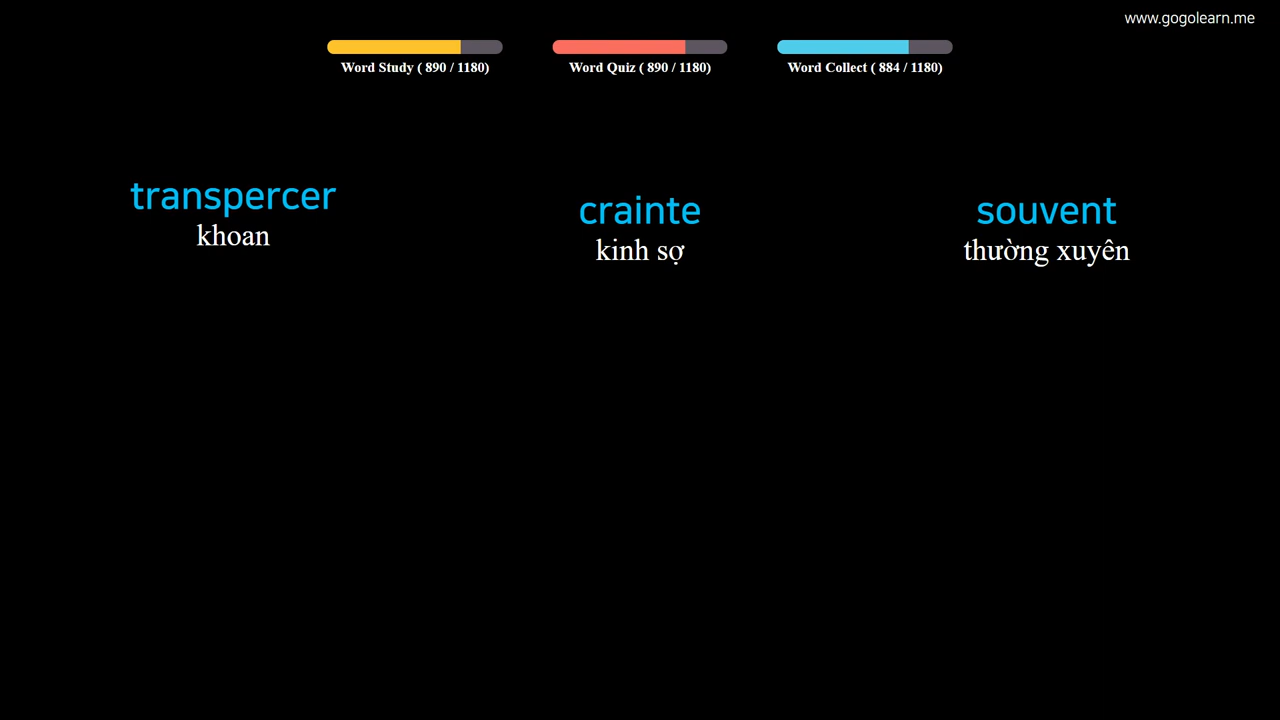 www.gogolearn.me
Word Study ( 890 / 1180)
Word Quiz ( 890 / 1180)
Word Collect ( 884 / 1180)
transpercer
khoan
crainte
kinh sợ
souvent
thường xuyên